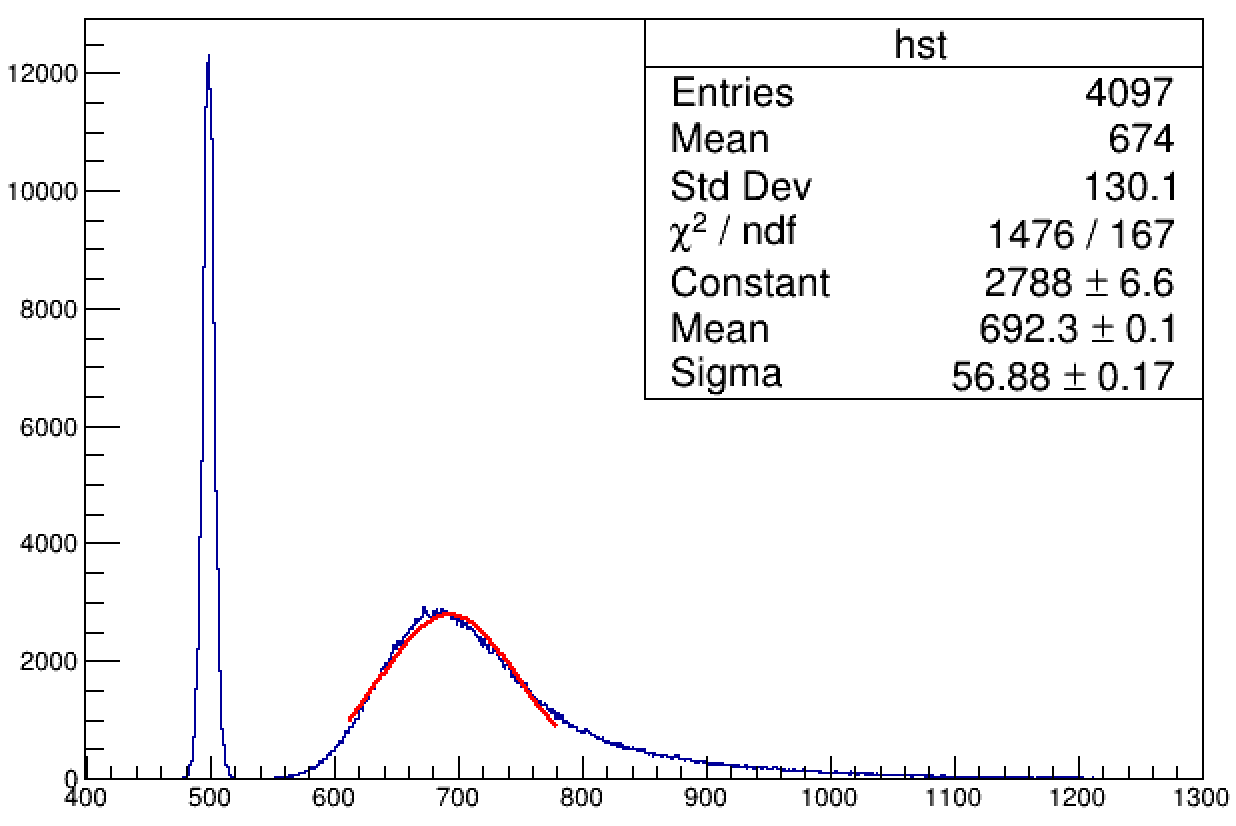 hst
Entries 4097
Mean 674
Std Dev 130.1
χ² / ndf 1476 / 167
Constant 2788 ± 6.6
Mean 692.3 ± 0.1
Sigma 56.88 ± 0.17
12000
10000
8000
6000
4000
2000
0
400 500 600 700 800 900 1000 1100 1200 1300